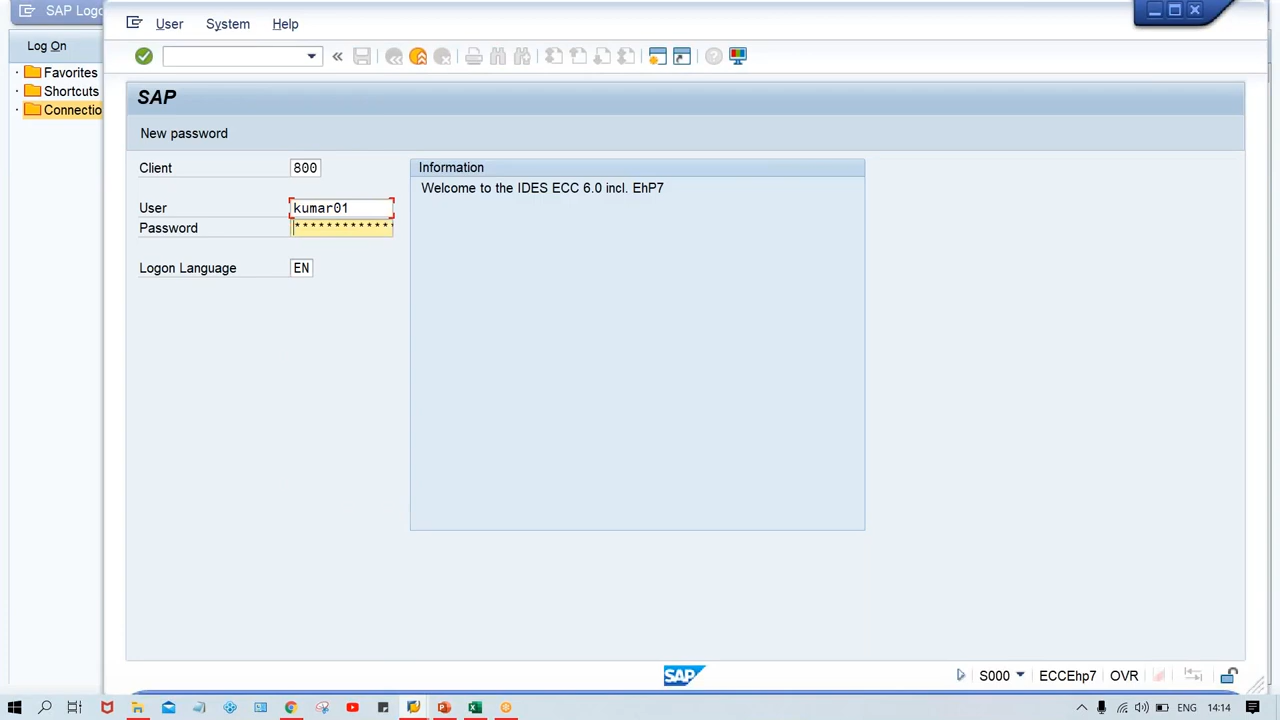 SAP Logo
User System Help
Log On
Favorites
Shortcuts
Connectio
SAP
New password
Client 800
Information
Welcome to the IDES ECC 6.0 incl. EhP7
User kumar01
Password *************
Logon Language EN
SAP
S000 ECCEhp7 OVR
ENG 14:14